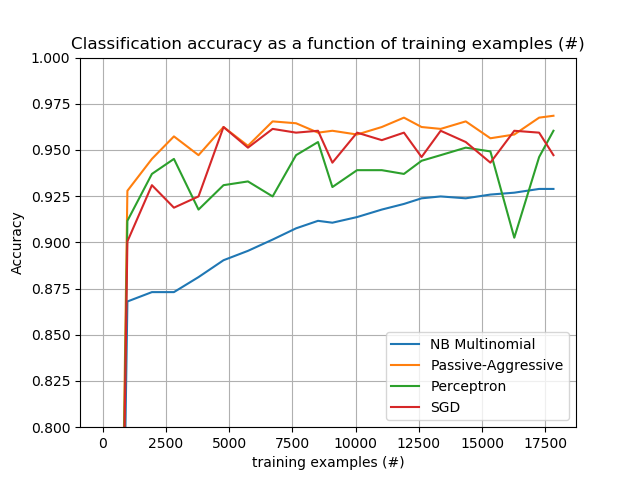 Classification accuracy as a function of training examples (#)
1.000
0.975
0.950
0.925
0.900
0.875
0.850
0.825
0.800
Accuracy
NB Multinomial
Passive-Aggressive
Perceptron
SGD
0 2500 5000 7500 10000 12500 15000 17500
training examples (#)